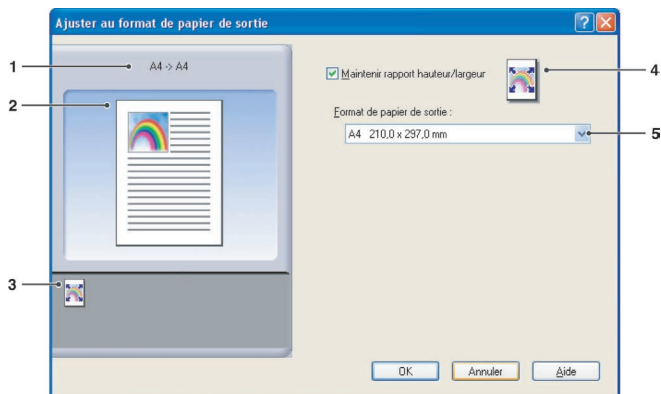 Ajuster au format de papier de sortie
1
A4 -> A4
2
3
Maintenir rapport hauteur/largeur
4
Format de papier de sortie :
A4 210,0 x 297,0 mm
5
OK
Annuler
Aide